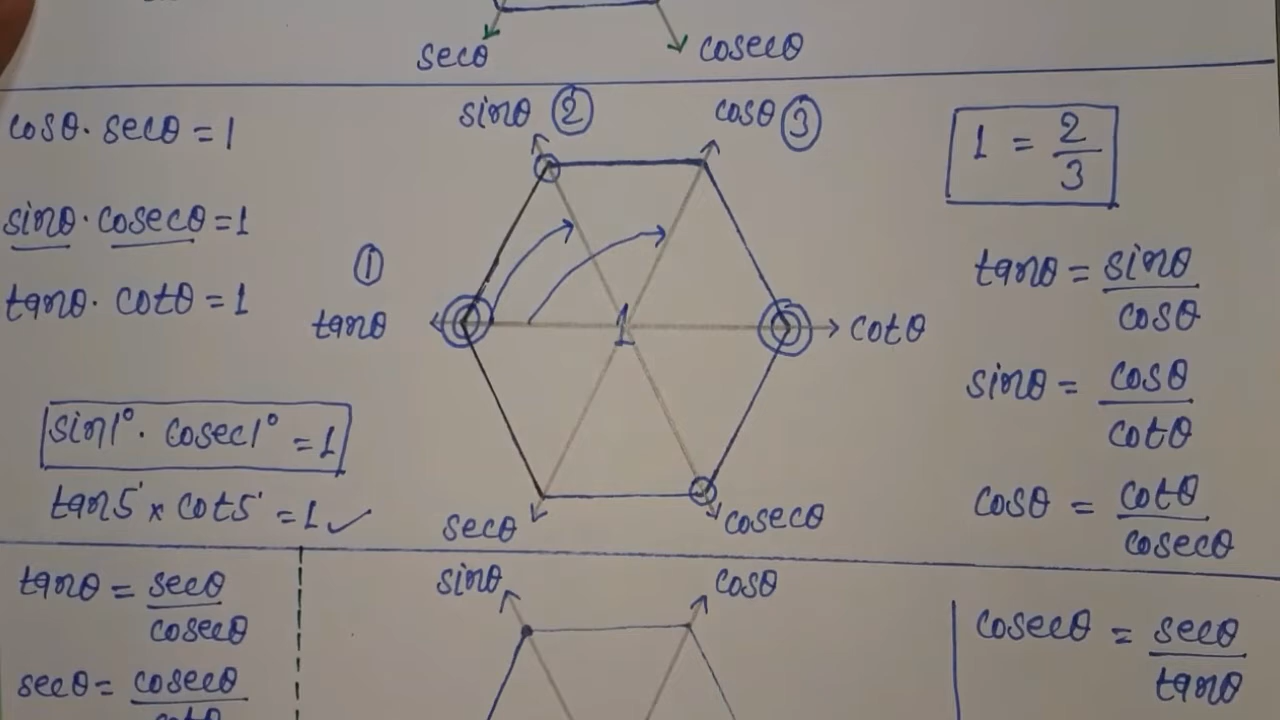 secθ cosecθ
cosθ · secθ = 1
sinθ · cosecθ = 1
tanθ · cotθ = 1
sin1° · cosec1° = 1
tan5° × cot5° = 1 ✓
sinθ ②
cosθ ③
①
tanθ
1
cotθ
secθ
cosecθ
1 = 2/3
tanθ = sinθ/cosθ
sinθ = cosθ/cotθ
cosθ = cotθ/cosecθ
tanθ = secθ/cosecθ
secθ = cosecθ/cotθ
sinθ
cosθ
cosecθ = secθ/tanθ